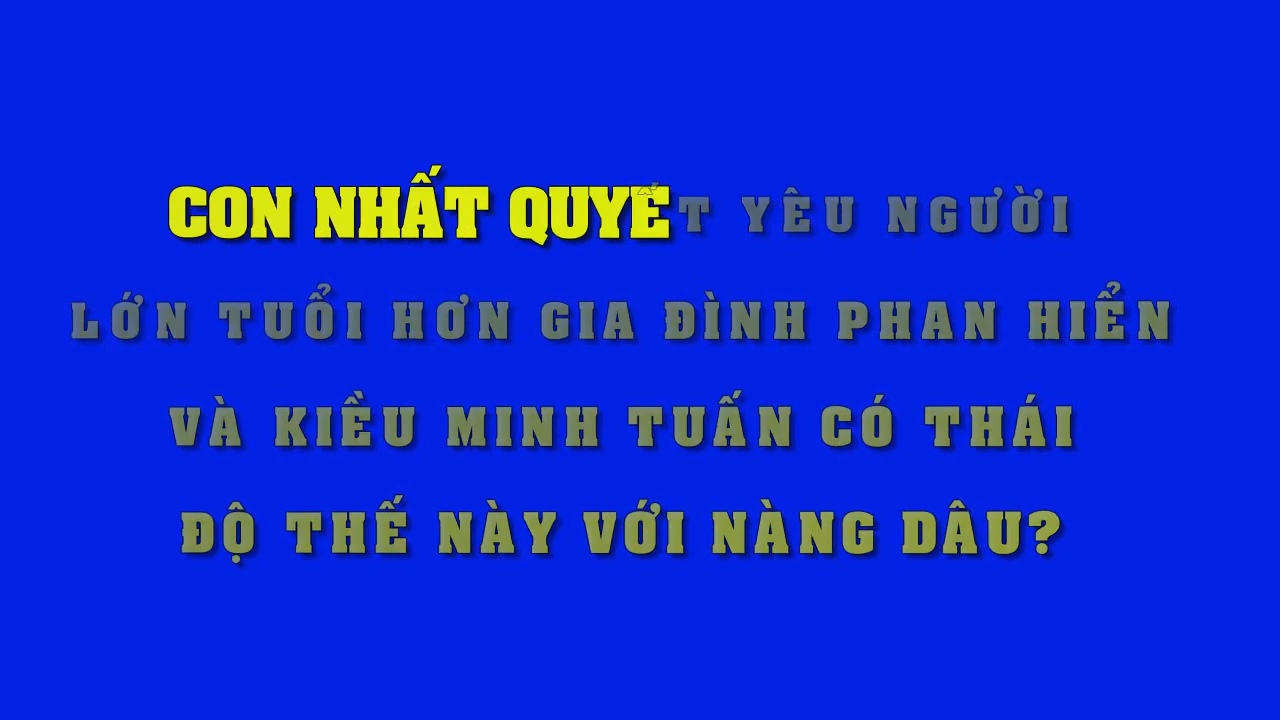 CON NHẤT QUYẾT YÊU NGƯỜI
LỚN TUỔI HƠN GIA ĐÌNH PHAN HIỂN
VÀ KIỀU MINH TUẤN CÓ THÁI
ĐỘ THẾ NÀY VỚI NÀNG DÂU?